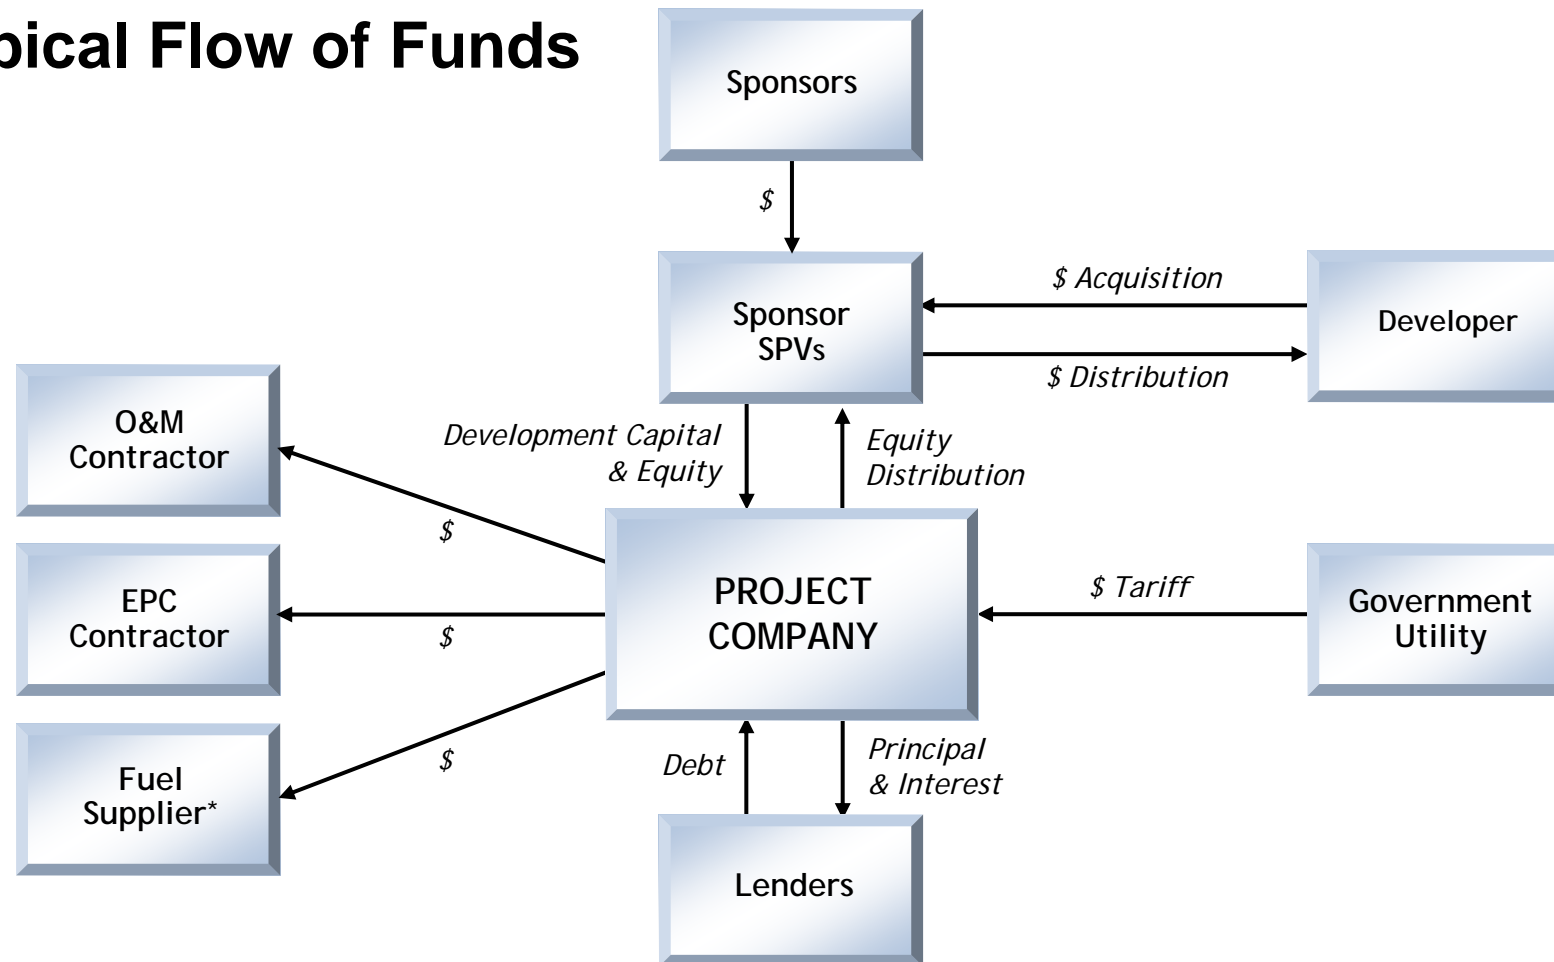 pical Flow of Funds
Sponsors
$
Sponsor
SPVs
$ Acquisition
$ Distribution
Developer
O&M
Contractor
Development Capital
& Equity
Equity
Distribution
$
EPC
Contractor
$
PROJECT
COMPANY
$ Tariff
Government
Utility
Fuel
Supplier*
$
Debt
Principal
& Interest
Lenders